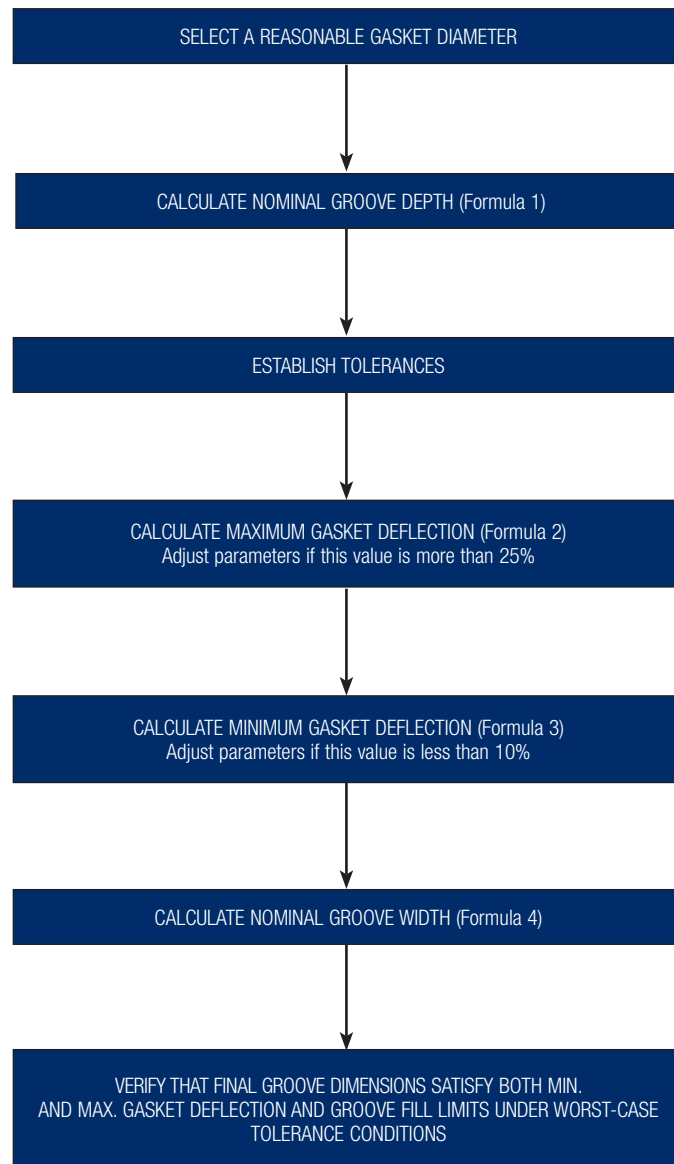 SELECT A REASONABLE GASKET DIAMETER
CALCULATE NOMINAL GROOVE DEPTH (Formula 1)
ESTABLISH TOLERANCES
CALCULATE MAXIMUM GASKET DEFLECTION (Formula 2)
Adjust parameters if this value is more than 25%
CALCULATE MINIMUM GASKET DEFLECTION (Formula 3)
Adjust parameters if this value is less than 10%
CALCULATE NOMINAL GROOVE WIDTH (Formula 4)
VERIFY THAT FINAL GROOVE DIMENSIONS SATISFY BOTH MIN.
AND MAX. GASKET DEFLECTION AND GROOVE FILL LIMITS UNDER WORST-CASE
TOLERANCE CONDITIONS